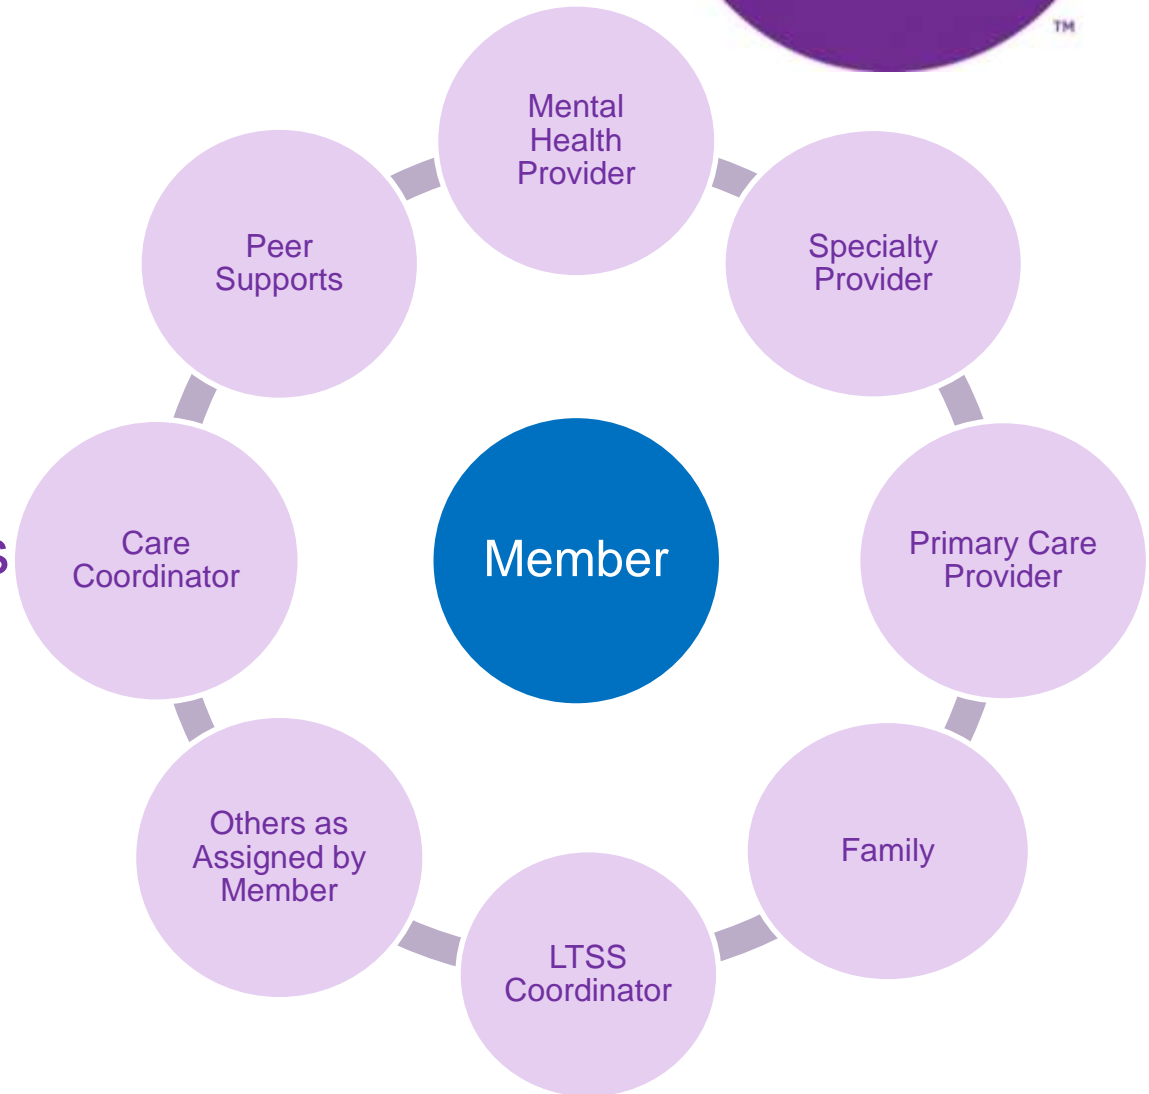 TM
Mental
Health
Provider
Peer
Supports
Specialty
Provider
s
Care
Coordinator
Member
Primary Care
Provider
Others as
Assigned by
Member
Family
LTSS
Coordinator